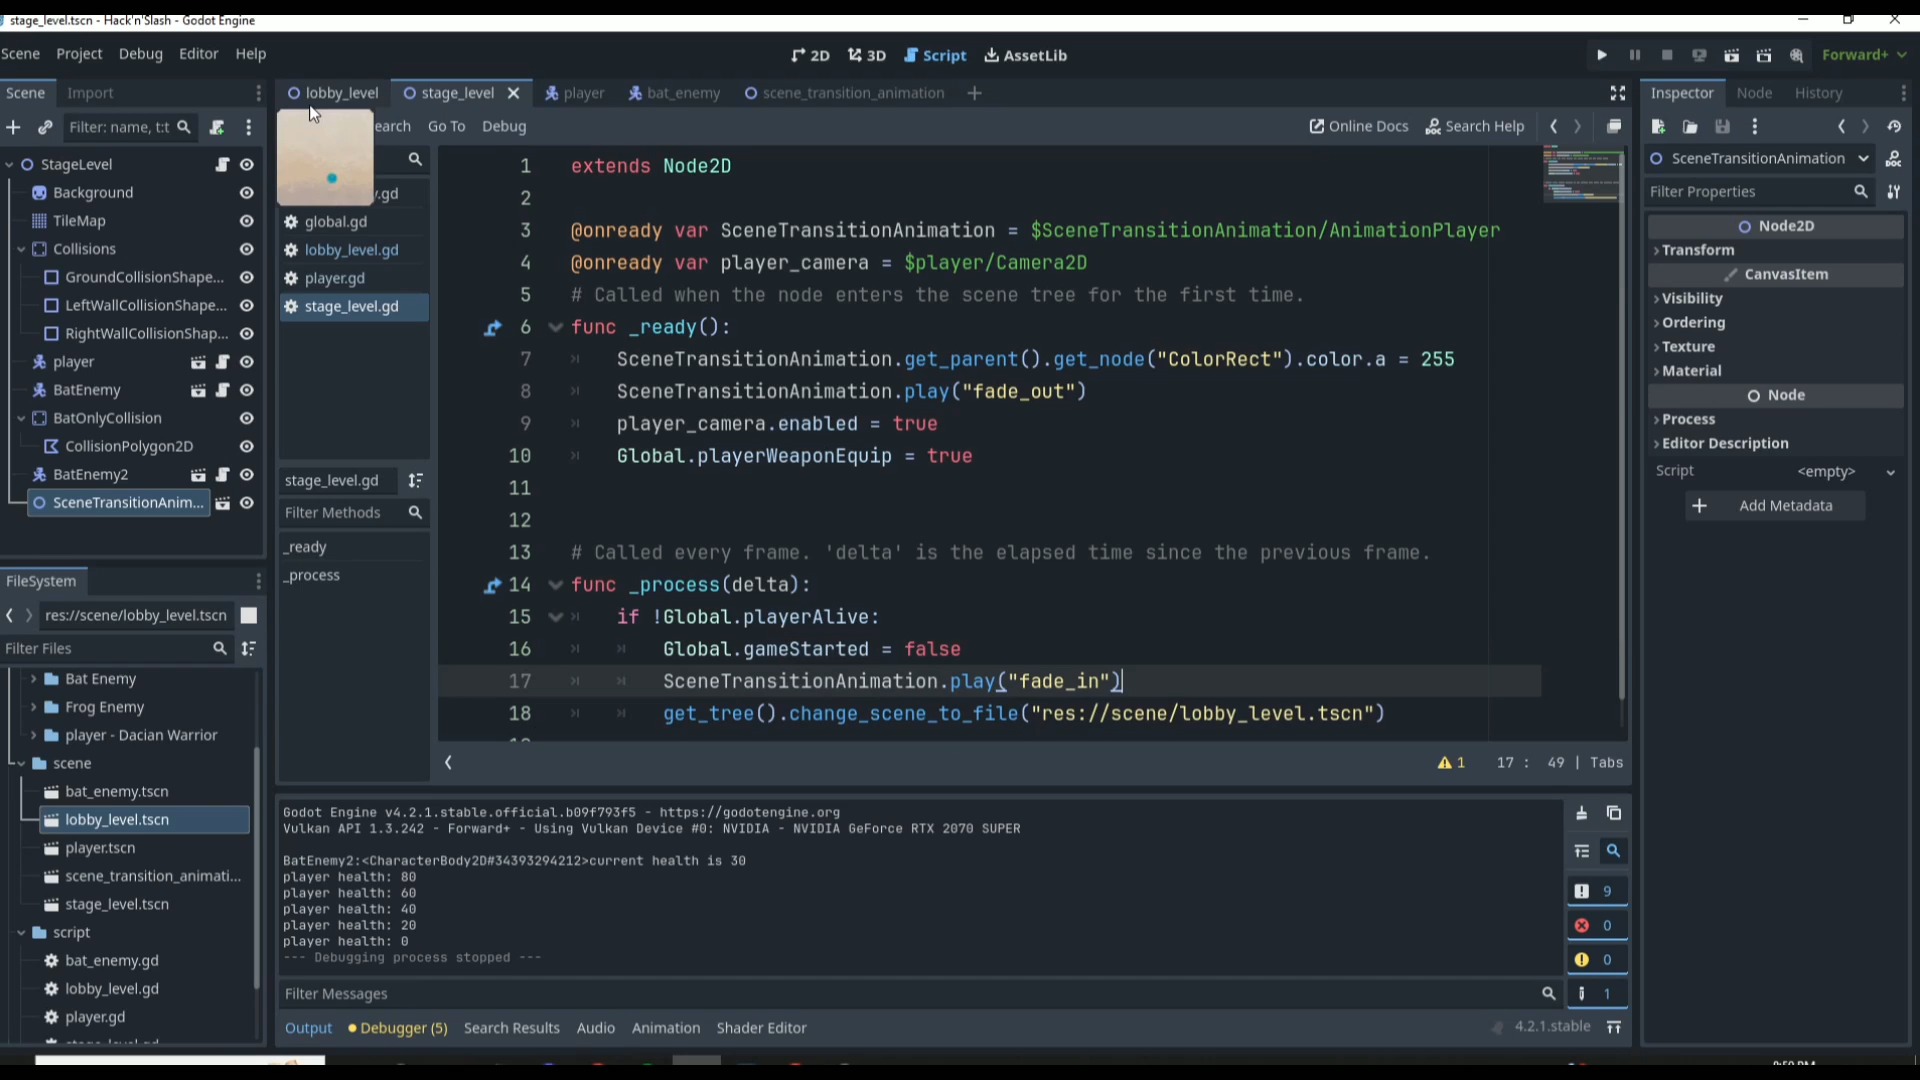 stage_level.tscn - Hack'n'Slash - Godot Engine
Scene Project Debug Editor Help
2D 3D Script AssetLib
Forward+
Scene Import
lobby_level stage_level player bat_enemy scene_transition_animation
Inspector Node History
Filter: name, t:t
earch Go To Debug
Online Docs Search Help
StageLevel
Background
TileMap
Collisions
GroundCollisionShape...
LeftWallCollisionShape...
RightWallCollisionShap...
player
BatEnemy
BatOnlyCollision
CollisionPolygon2D
BatEnemy2
SceneTransitionAnim...
y.gd
global.gd
lobby_level.gd
player.gd
stage_level.gd
stage_level.gd
Filter Methods
_ready
_process
1 extends Node2D
2
3 @onready var SceneTransitionAnimation = $SceneTransitionAnimation/AnimationPlayer
4 @onready var player_camera = $player/Camera2D
5 # Called when the node enters the scene tree for the first time.
6 func _ready():
7 SceneTransitionAnimation.get_parent().get_node("ColorRect").color.a = 255
8 SceneTransitionAnimation.play("fade_out")
9 player_camera.enabled = true
10 Global.playerWeaponEquip = true
11
12
13 # Called every frame. 'delta' is the elapsed time since the previous frame.
14 func _process(delta):
15 if !Global.playerAlive:
16 Global.gameStarted = false
17 SceneTransitionAnimation.play("fade_in")
18 get_tree().change_scene_to_file("res://scene/lobby_level.tscn")
1 17 : 49 | Tabs
SceneTransitionAnimation
Filter Properties
Node2D
Transform
CanvasItem
Visibility
Ordering
Texture
Material
Node
Process
Editor Description
Script <empty>
Add Metadata
FileSystem
res://scene/lobby_level.tscn
Filter Files
Bat Enemy
Frog Enemy
player - Dacian Warrior
scene
bat_enemy.tscn
lobby_level.tscn
player.tscn
scene_transition_animati...
stage_level.tscn
script
bat_enemy.gd
lobby_level.gd
player.gd
Godot Engine v4.2.1.stable.official.b09f793f5 - https://godotengine.org
Vulkan API 1.3.242 - Forward+ - Using Vulkan Device #0: NVIDIA - NVIDIA GeForce RTX 2070 SUPER
BatEnemy2:<CharacterBody2D#34393294212>current health is 30
player health: 80
player health: 60
player health: 40
player health: 20
player health: 0
--- Debugging process stopped ---
9
0
0
1
Filter Messages
Output Debugger (5) Search Results Audio Animation Shader Editor
4.2.1.stable